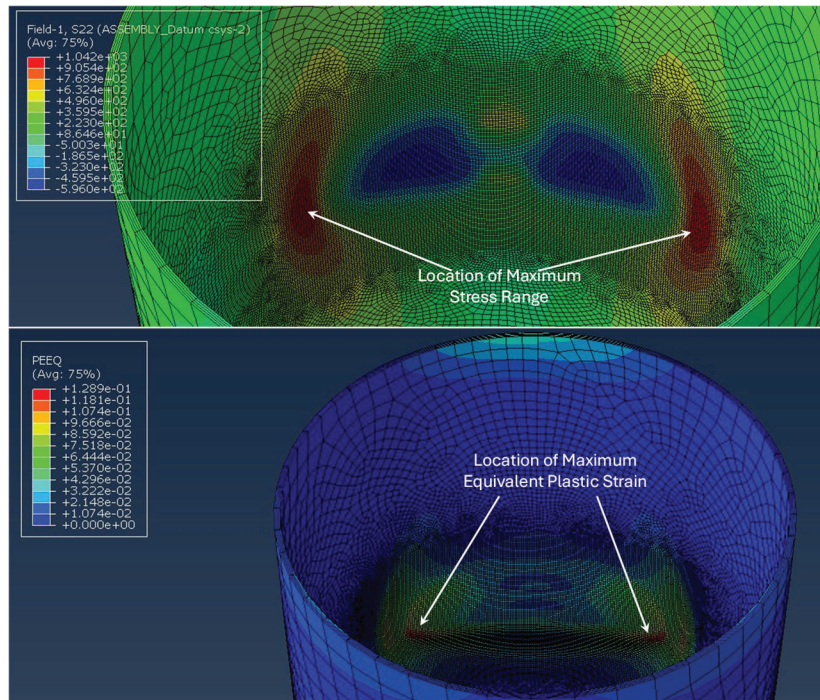 Field-1, S22 (ASSEMBLY_Datum csys-2)
(Avg: 75%)
+1.042e+03
+9.054e+02
+7.689e+02
+6.324e+02
+4.960e+02
+3.595e+02
+2.230e+02
+8.646e+01
-5.003e+01
-1.865e+02
-3.230e+02
-4.595e+02
-5.960e+02
Location of Maximum
Stress Range
PEEQ
(Avg: 75%)
+1.289e-01
+1.181e-01
+1.074e-01
+9.666e-02
+8.592e-02
+7.518e-02
+6.444e-02
+5.370e-02
+4.296e-02
+3.222e-02
+2.148e-02
+1.074e-02
+0.000e+00
Location of Maximum
Equivalent Plastic Strain